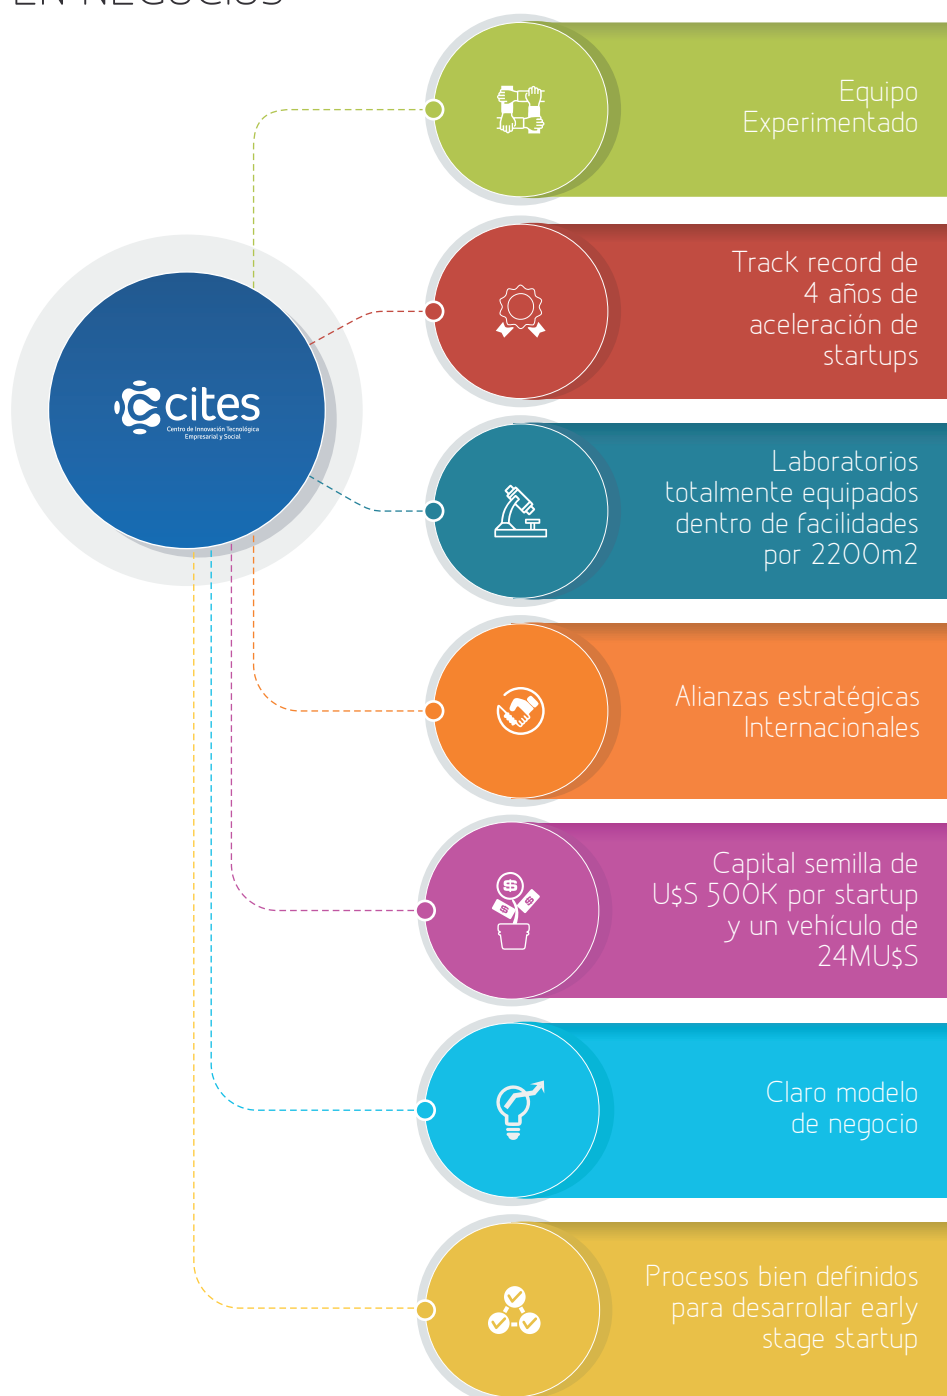 EN NEGOCIOS
Equipo
Experimentado
Track record de
4 años de
aceleración de
startups
cites
Centro de Innovación Tecnológica
Empresarial y Social
Laboratorios
totalmente equipados
dentro de facilidades
por 2200m2
Alianzas estratégicas
Internacionales
Capital semilla de
U$S 500K por startup
y un vehículo de
24MU$S
Claro modelo
de negocio
Procesos bien definidos
para desarrollar early
stage startup